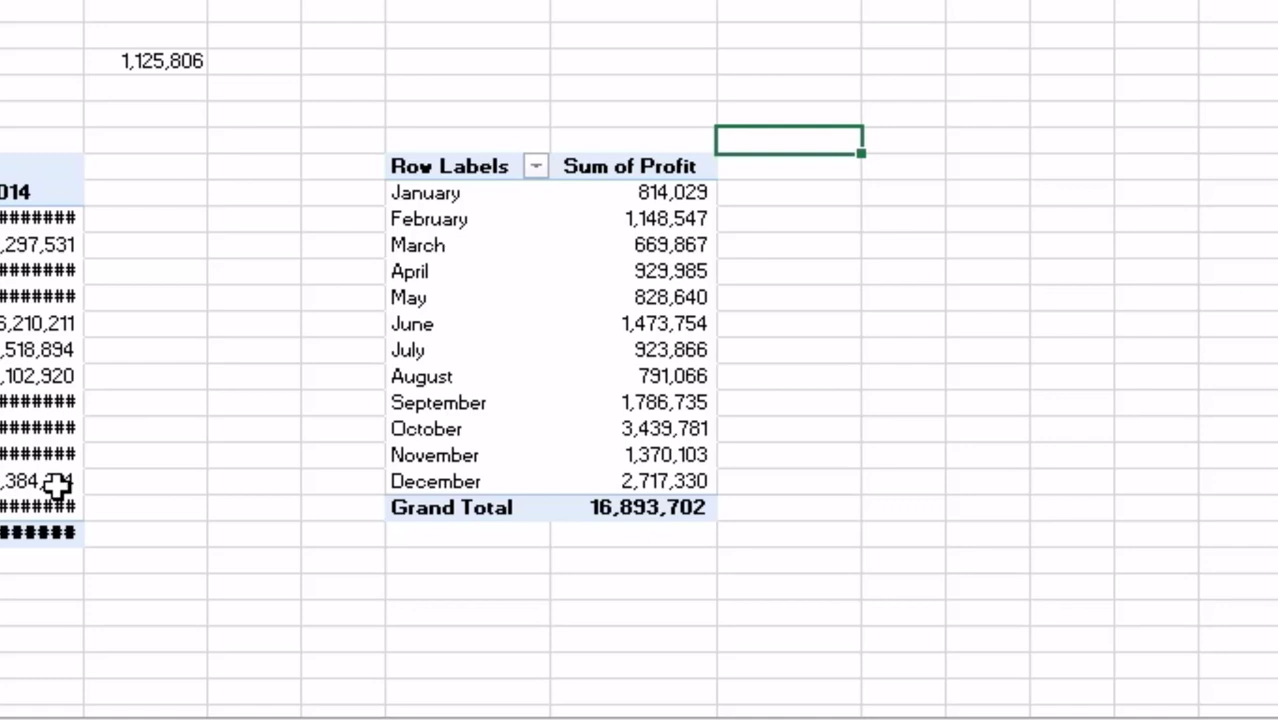 1,125,806
Row Labels Sum of Profit
014
January 814,029
####### February 1,148,547
,297,531 March 669,867
####### April 929,985
####### May 828,640
6,210,211 June 1,473,754
,518,894 July 923,866
,102,920 August 791,066
####### September 1,786,735
####### October 3,439,781
####### November 1,370,103
December 2,717,330
####### Grand Total 16,893,702
######